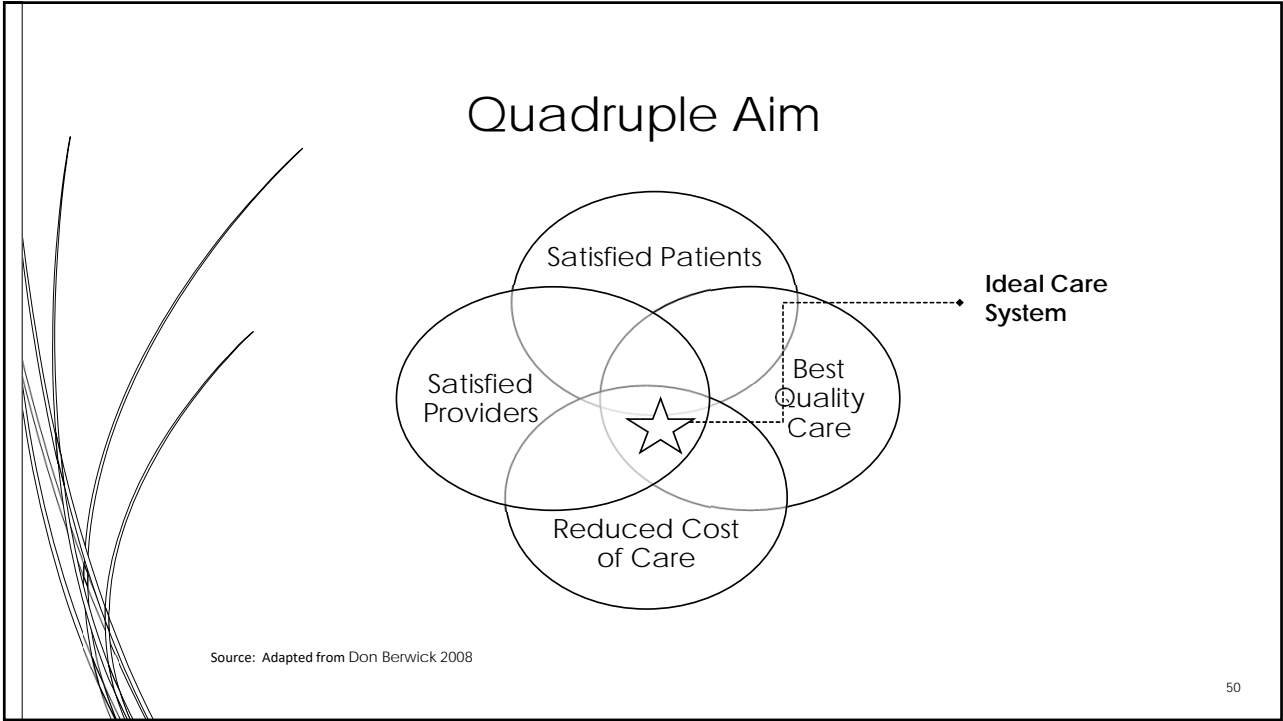 Quadruple Aim
Satisfied Patients
Ideal Care
System
Satisfied
Providers
Best
Quality
Care
Reduced Cost
of Care
Source: Adapted from Don Berwick 2008
50